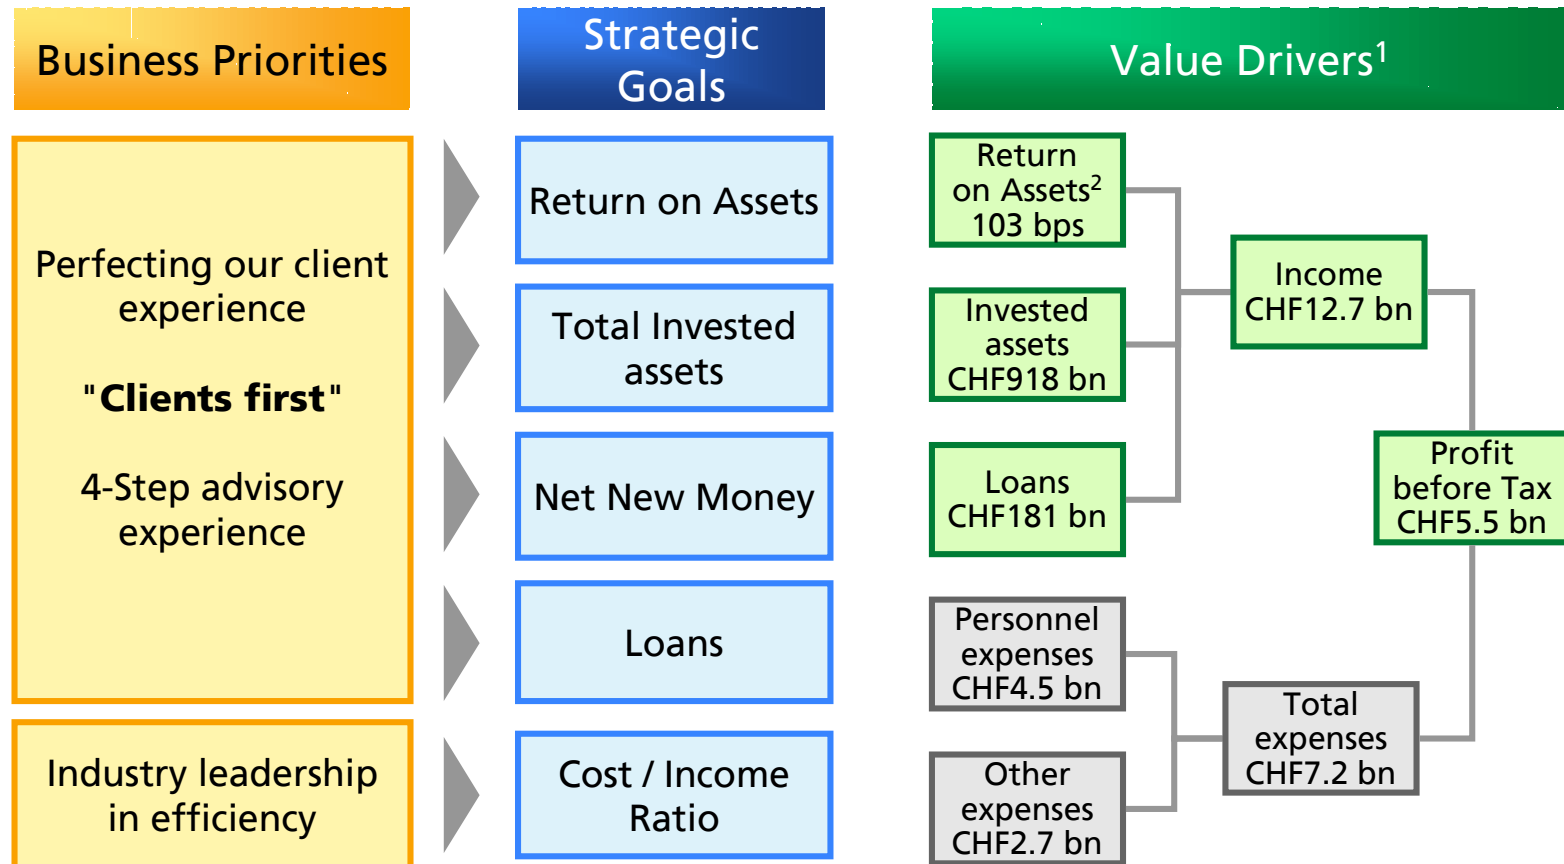 Business Priorities
Strategic
Goals
Value Drivers¹
Perfecting our client
experience
"Clients first"
4-Step advisory
experience
Industry leadership
in efficiency
Return on Assets
Total Invested
assets
Net New Money
Loans
Cost / Income
Ratio
Return
on Assets²
103 bps
Invested
assets
CHF918 bn
Loans
CHF181 bn
Personnel
expenses
CHF4.5 bn
Other
expenses
CHF2.7 bn
Income
CHF12.7 bn
Total
expenses
CHF7.2 bn
Profit
before Tax
CHF5.5 bn